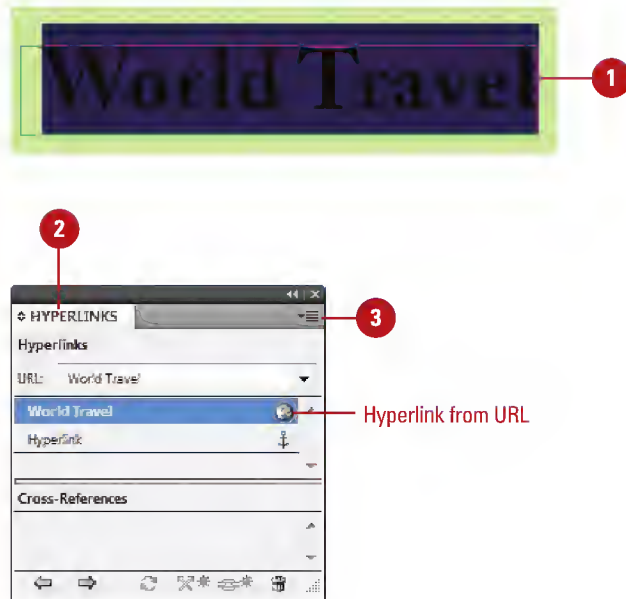 World Travel
1
2
HYPERLINKS
3
Hyperlinks
URL: World Travel
World Travel
Hyperlink from URL
Hyperlink
Cross-References